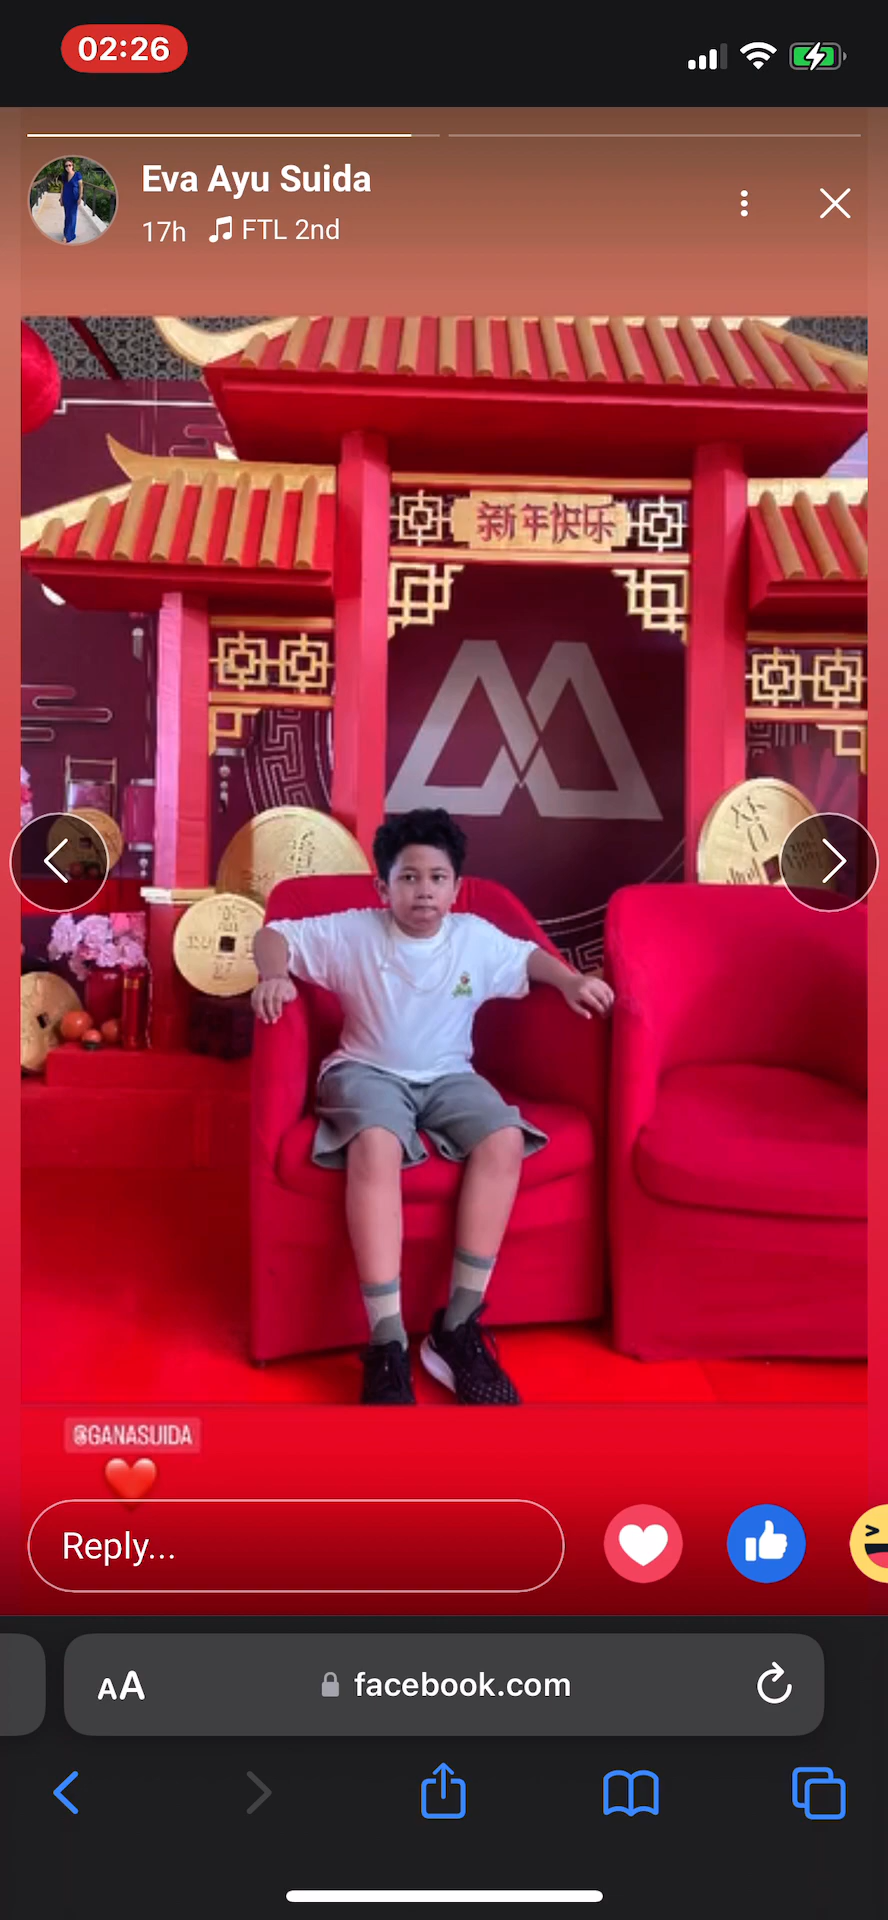 02:26
Eva Ayu Suida
17h FTL 2nd
新年快乐
@GANASUIDA
Reply...
AA facebook.com